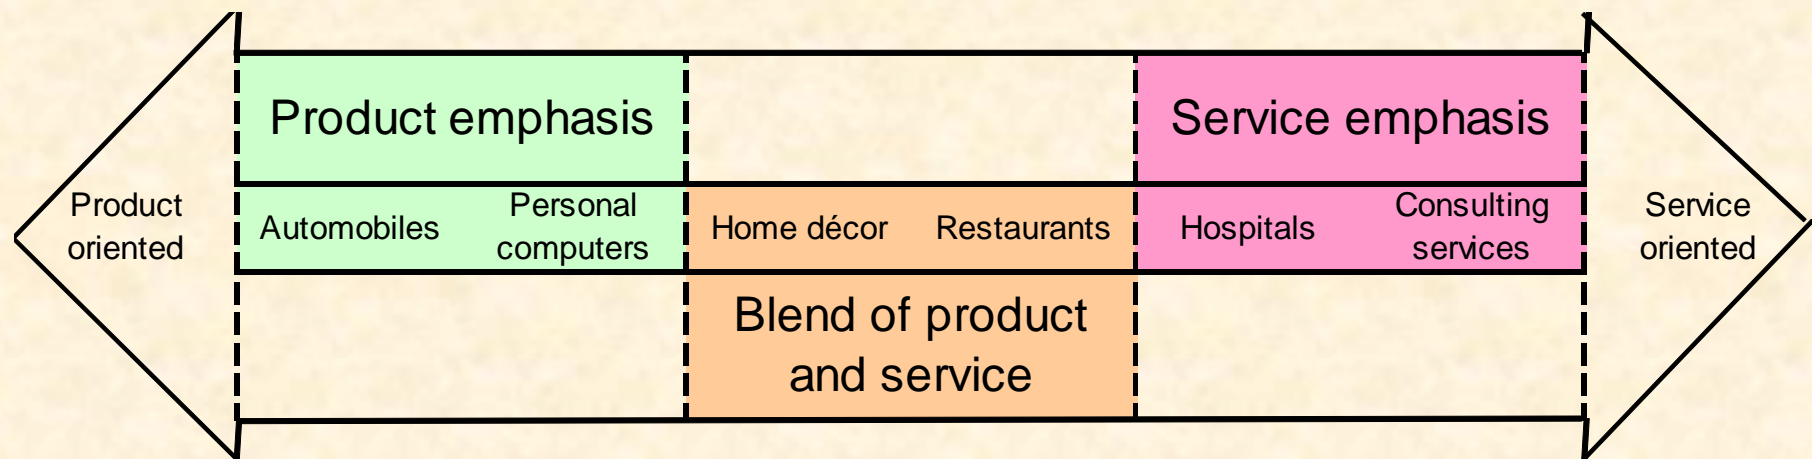 Product emphasis
Service emphasis
Product
oriented
Automobiles
Personal
computers
Home décor
Restaurants
Hospitals
Consulting
services
Service
oriented
Blend of product
and service